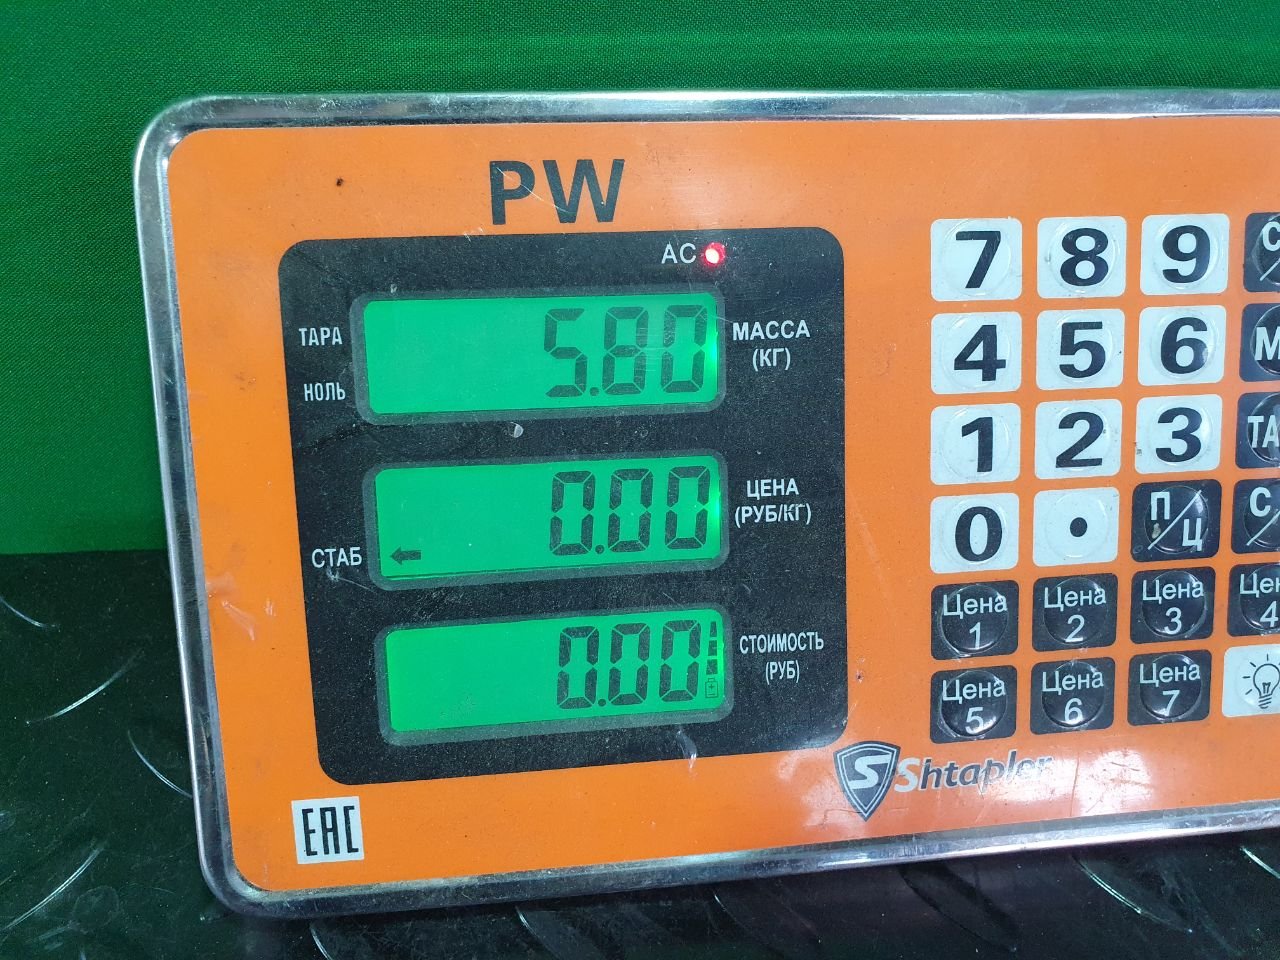 PW
AC
ТАРА
НОЛЬ
5.80
МАССА
(КГ)
0.00
ЦЕНА
(РУБ/КГ)
СТАБ
0.00
СТОИМОСТЬ
(РУБ)
7 8 9
4 5 6
1 2 3
0 . П/Ц
Цена 1 Цена 2 Цена 3
Цена 5 Цена 6 Цена 7
S Shtapler
EAC